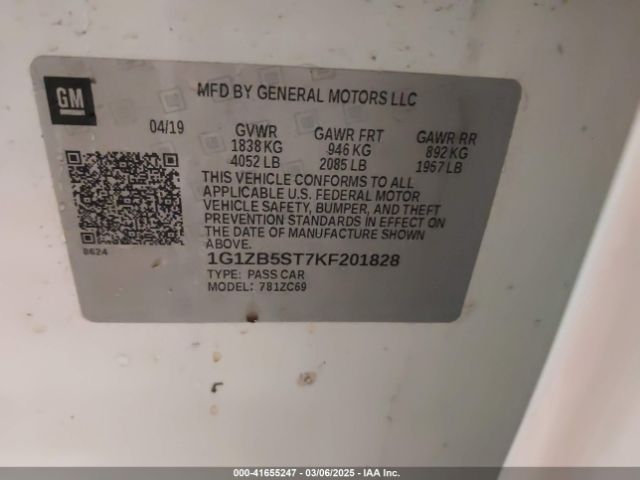 GM
MFD BY GENERAL MOTORS LLC
04/19 GVWR GAWR FRT GAWR RR
1838 KG 946 KG 892 KG
4052 LB 2085 LB 1967 LB
THIS VEHICLE CONFORMS TO ALL
APPLICABLE U.S. FEDERAL MOTOR
VEHICLE SAFETY, BUMPER, AND THEFT
PREVENTION STANDARDS IN EFFECT ON
THE DATE OF MANUFACTURE SHOWN
ABOVE.
8624
1G1ZB5ST7KF201828
TYPE: PASS CAR
MODEL: 781ZC69
000-41655247 - 03/06/2025 - IAA Inc.